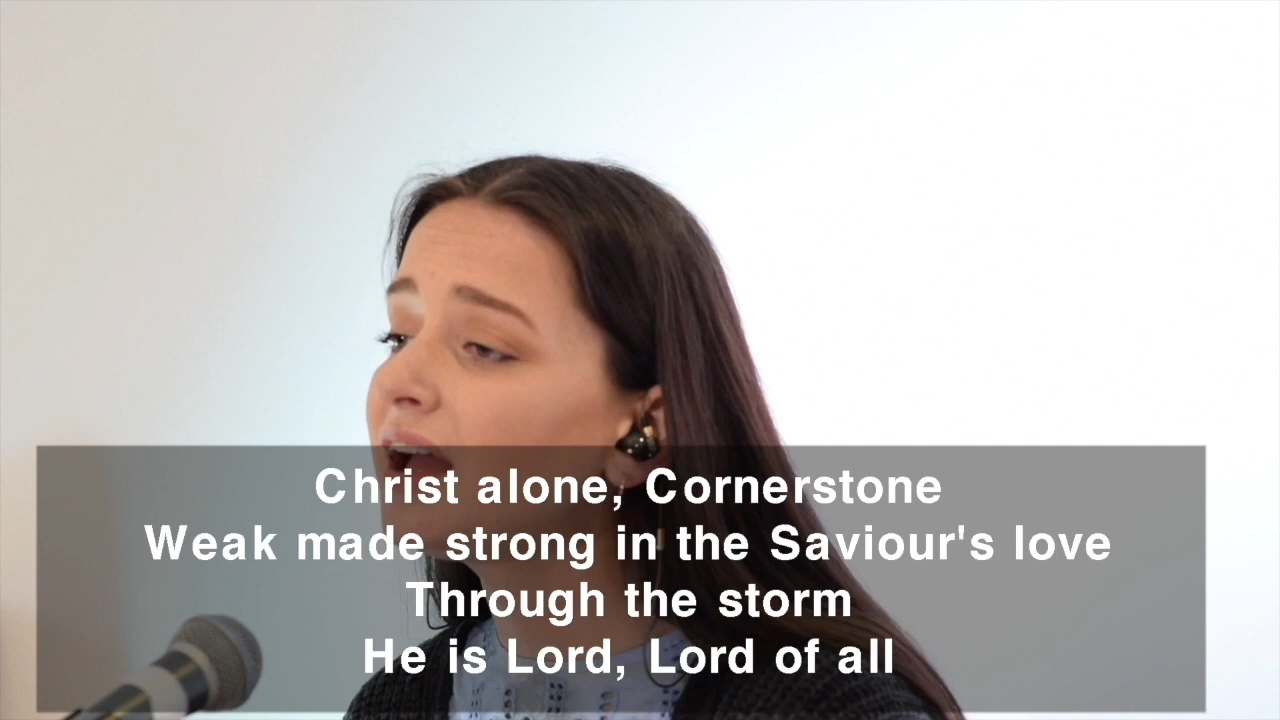 Christ alone, Cornerstone
Weak made strong in the Saviour's love
Through the storm
He is Lord, Lord of all